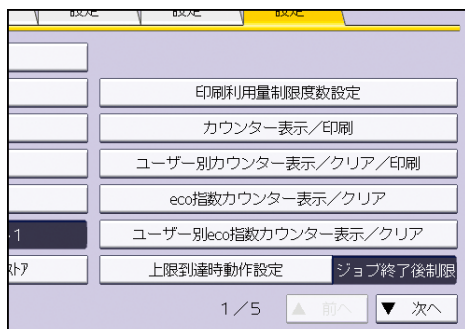 設定 設定 設定
印刷利用量制限度数設定
カウンター表示／印刷
ユーザー別カウンター表示／クリア／印刷
eco指数カウンター表示／クリア
1 ユーザー別eco指数カウンター表示／クリア
ｽﾄｱ 上限到達時動作設定 ジョブ終了後制限
1／5 ▲ 前へ ▼ 次へ